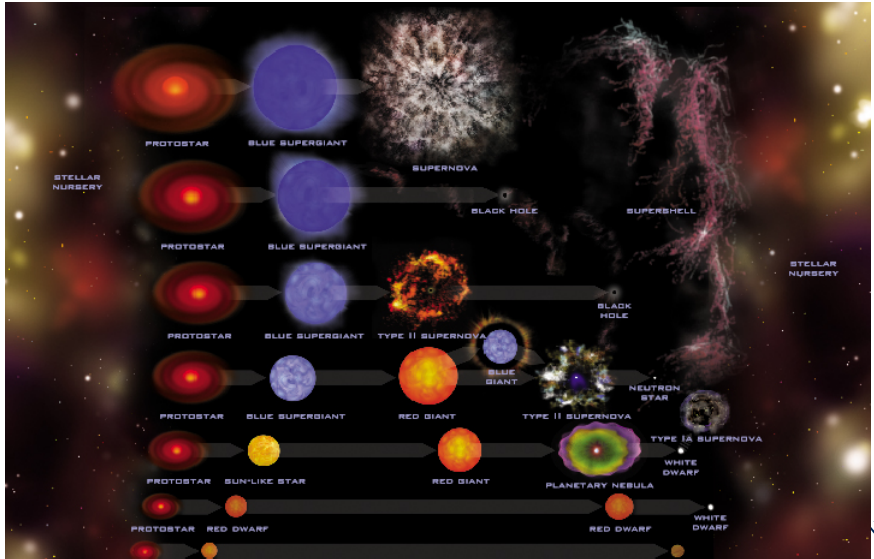 PROTOSTAR
BLUE SUPERGIANT
SUPERNOVA
STELLAR
NURSERY
PROTOSTAR
BLUE SUPERGIANT
BLACK HOLE
SUPERSHELL
STELLAR
NURSERY
PROTOSTAR
BLUE SUPERGIANT
TYPE II SUPERNOVA
BLACK
HOLE
BLUE
GIANT
PROTOSTAR
BLUE SUPERGIANT
RED GIANT
TYPE II SUPERNOVA
NEUTRON
STAR
TYPE IA SUPERNOVA
PROTOSTAR
SUN-LIKE STAR
RED GIANT
PLANETARY NEBULA
WHITE
DWARF
PROTOSTAR
RED DWARF
RED DWARF
WHITE
DWARF